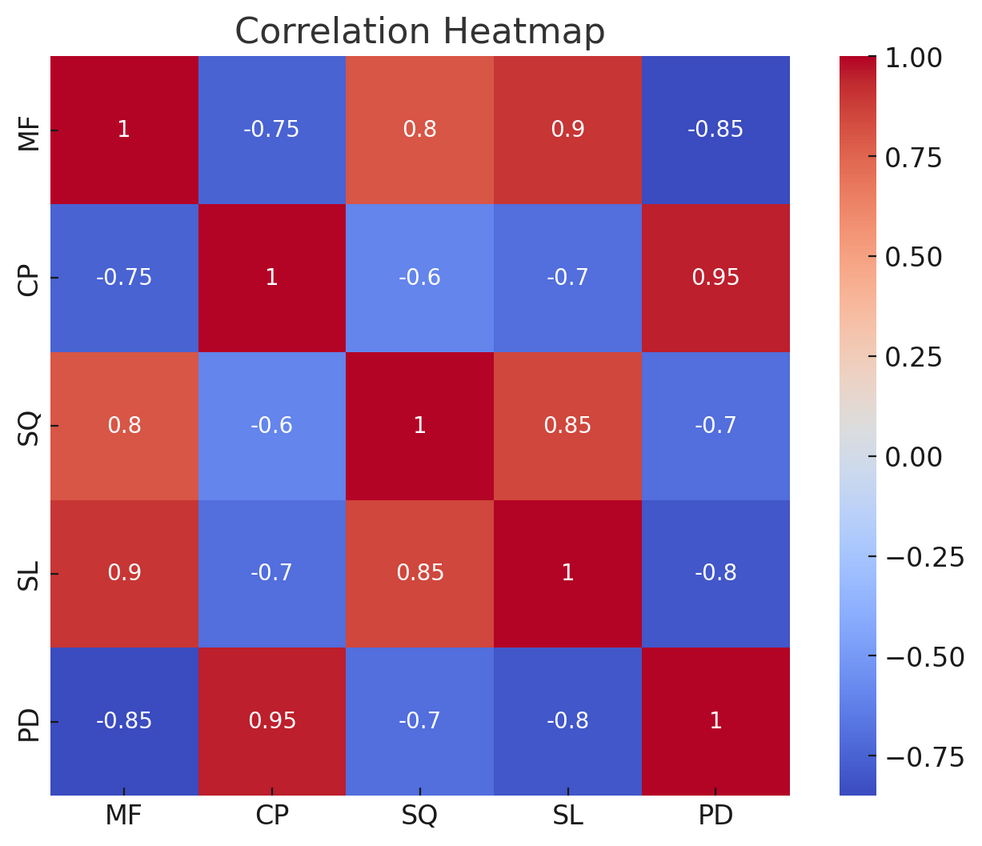 Correlation Heatmap
MF 1 -0.75 0.8 0.9 -0.85
CP -0.75 1 -0.6 -0.7 0.95
SQ 0.8 -0.6 1 0.85 -0.7
SL 0.9 -0.7 0.85 1 -0.8
PD -0.85 0.95 -0.7 -0.8 1
MF CP SQ SL PD
1.00
0.75
0.50
0.25
0.00
−0.25
−0.50
−0.75